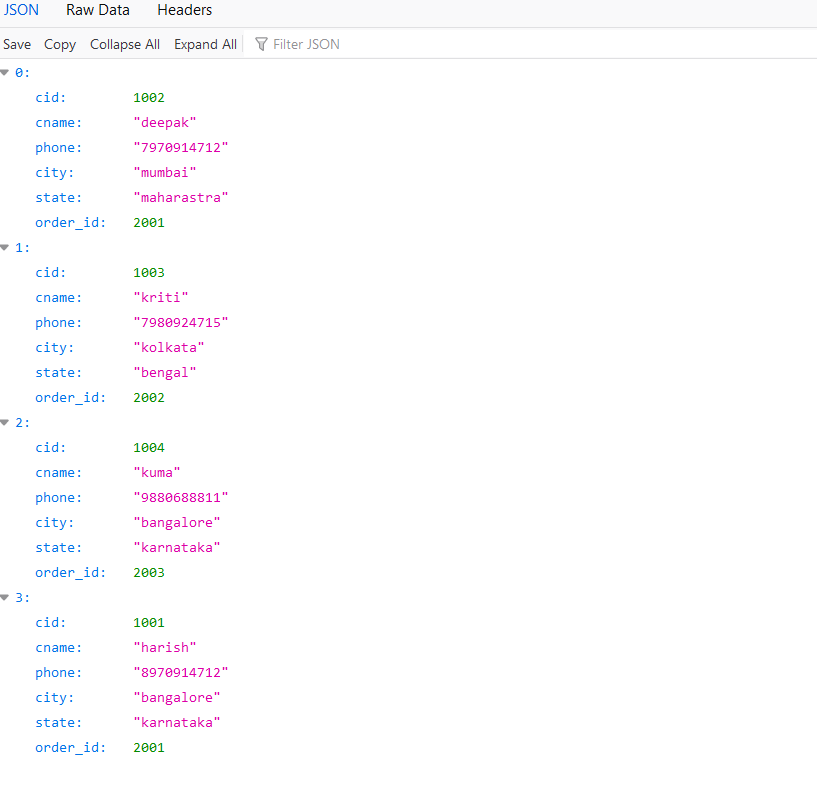 JSON Raw Data Headers
Save Copy Collapse All Expand All Filter JSON
0:
cid: 1002
cname: "deepak"
phone: "7970914712"
city: "mumbai"
state: "maharastra"
order_id: 2001
1:
cid: 1003
cname: "kriti"
phone: "7980924715"
city: "kolkata"
state: "bengal"
order_id: 2002
2:
cid: 1004
cname: "kuma"
phone: "9880688811"
city: "bangalore"
state: "karnataka"
order_id: 2003
3:
cid: 1001
cname: "harish"
phone: "8970914712"
city: "bangalore"
state: "karnataka"
order_id: 2001